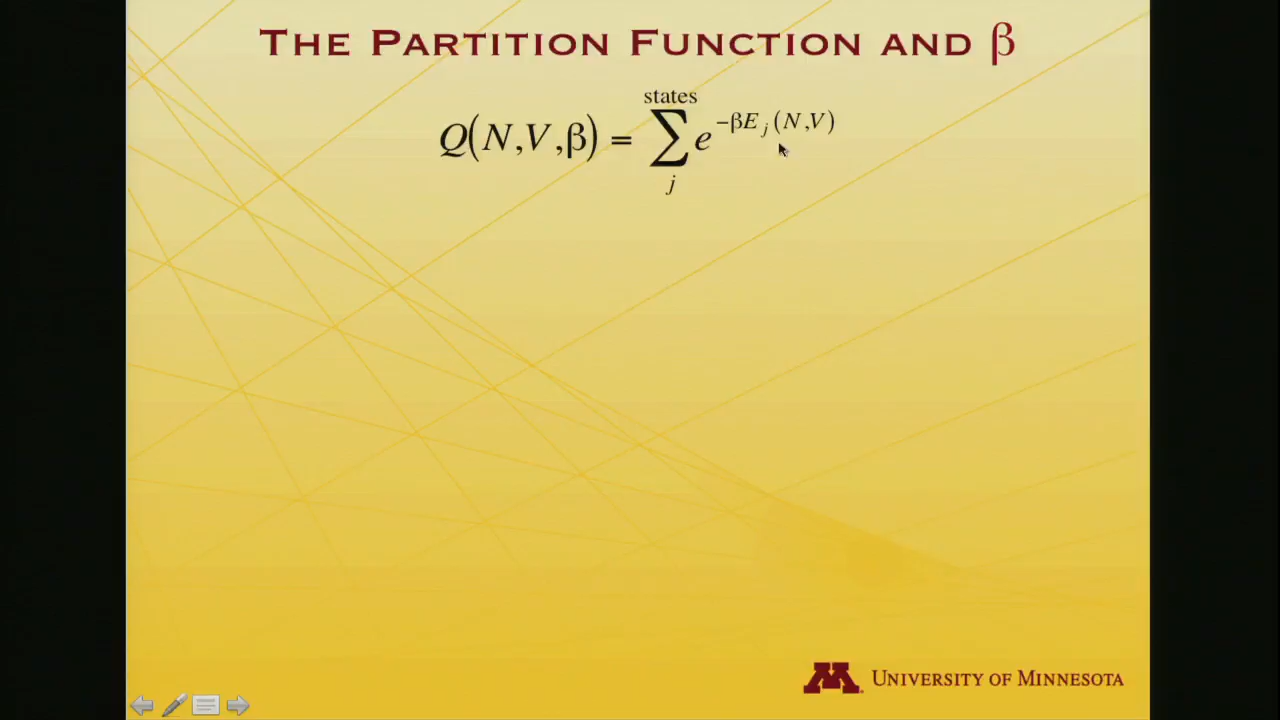 The Partition Function and β
states
Q(N,V,β) = ∑ e^{-βE_j(N,V)}
j
M
University of Minnesota